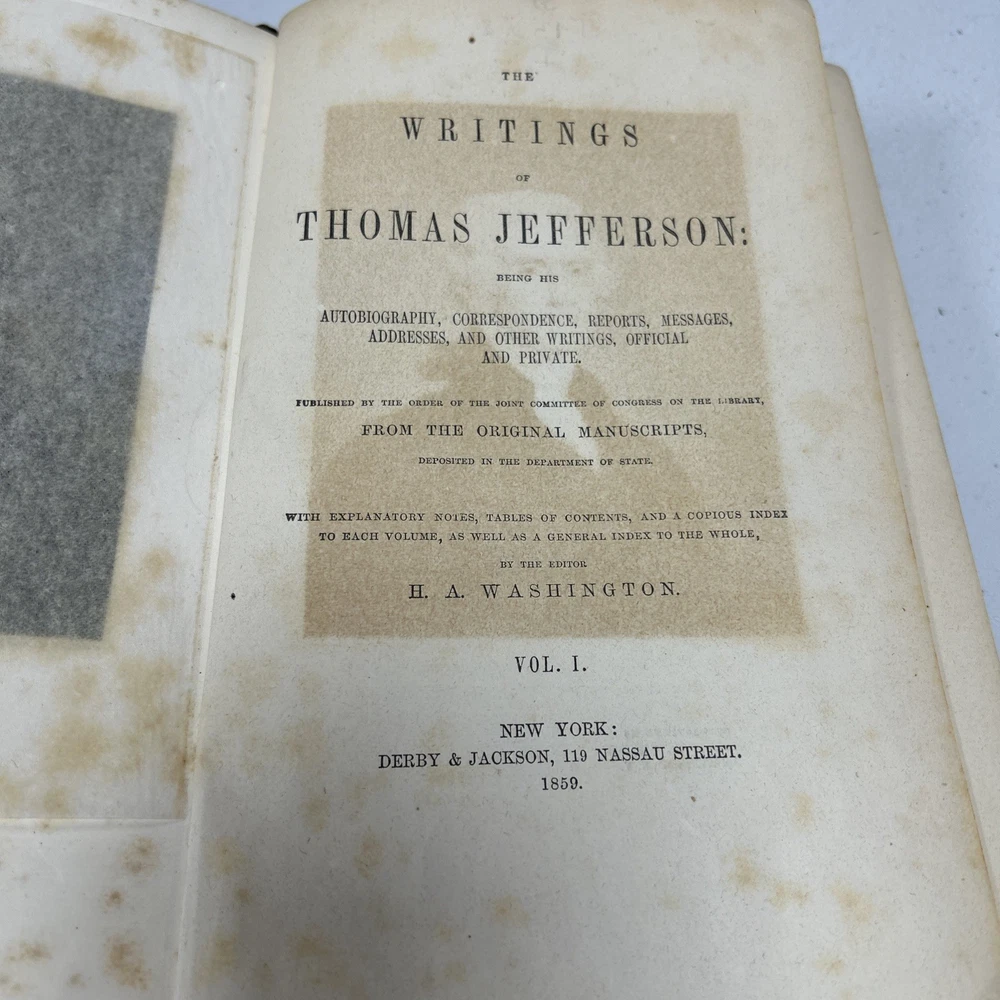 THE
WRITINGS
OF
THOMAS JEFFERSON:
BEING HIS
AUTOBIOGRAPHY, CORRESPONDENCE, REPORTS, MESSAGES,
ADDRESSES, AND OTHER WRITINGS, OFFICIAL
AND PRIVATE.
PUBLISHED BY THE ORDER OF THE JOINT COMMITTEE OF CONGRESS ON THE LIBRARY,
FROM THE ORIGINAL MANUSCRIPTS,
DEPOSITED IN THE DEPARTMENT OF STATE.
WITH EXPLANATORY NOTES, TABLES OF CONTENTS, AND A COPIOUS INDEX
TO EACH VOLUME, AS WELL AS A GENERAL INDEX TO THE WHOLE,
BY THE EDITOR
H. A. WASHINGTON.
VOL. I.
NEW YORK:
DERBY & JACKSON, 119 NASSAU STREET.
1859.